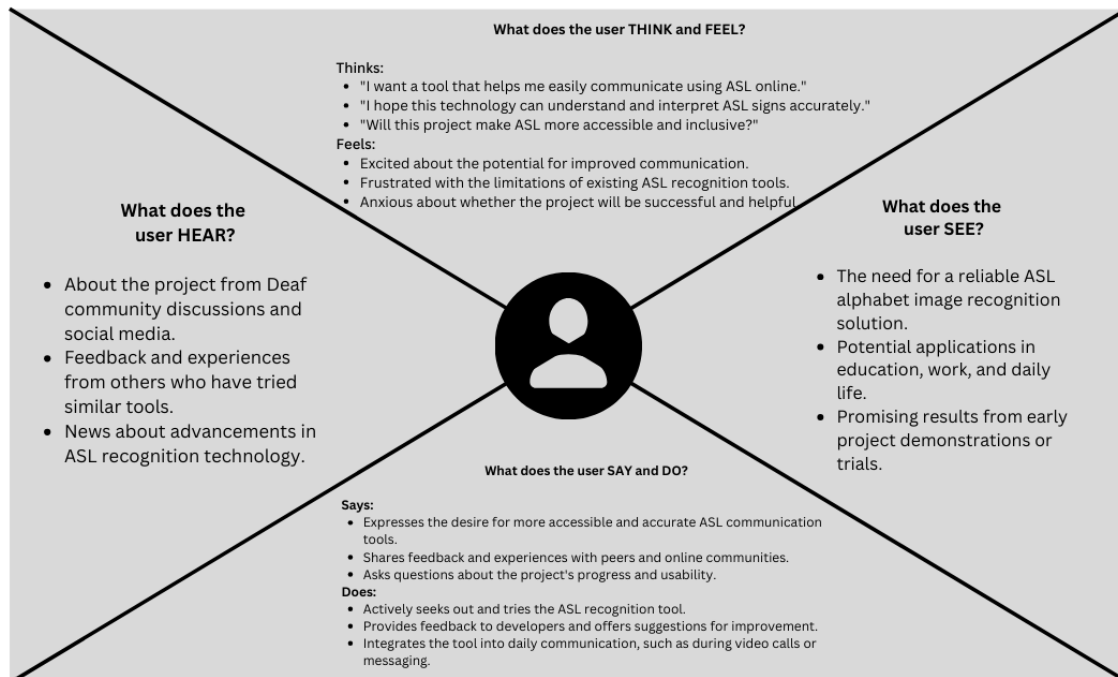 What does the user THINK and FEEL?
Thinks:
• "I want a tool that helps me easily communicate using ASL online."
• "I hope this technology can understand and interpret ASL signs accurately."
• "Will this project make ASL more accessible and inclusive?"
Feels:
• Excited about the potential for improved communication.
• Frustrated with the limitations of existing ASL recognition tools.
• Anxious about whether the project will be successful and helpful.
What does the
user HEAR?
• About the project from Deaf
community discussions and
social media.
• Feedback and experiences
from others who have tried
similar tools.
• News about advancements in
ASL recognition technology.
What does the
user SEE?
• The need for a reliable ASL
alphabet image recognition
solution.
• Potential applications in
education, work, and daily
life.
• Promising results from early
project demonstrations or
trials.
What does the user SAY and DO?
Says:
• Expresses the desire for more accessible and accurate ASL communication
tools.
• Shares feedback and experiences with peers and online communities.
• Asks questions about the project's progress and usability.
Does:
• Actively seeks out and tries the ASL recognition tool.
• Provides feedback to developers and offers suggestions for improvement.
• Integrates the tool into daily communication, such as during video calls or
messaging.